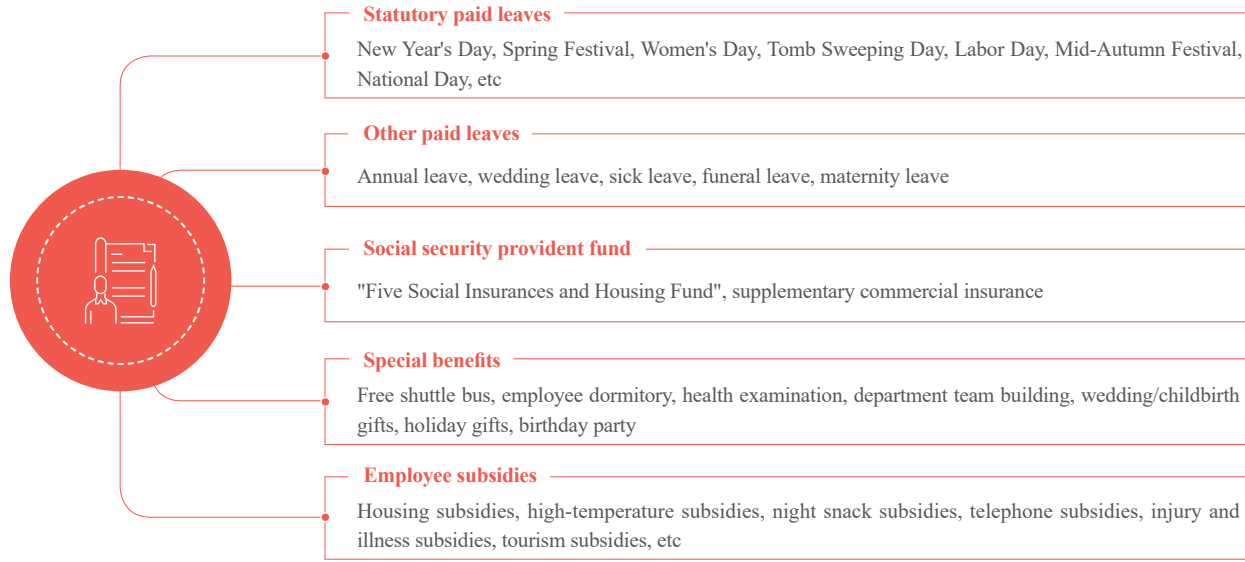 Statutory paid leaves
New Year's Day, Spring Festival, Women's Day, Tomb Sweeping Day, Labor Day, Mid-Autumn Festival,
National Day, etc
Other paid leaves
Annual leave, wedding leave, sick leave, funeral leave, maternity leave
Social security provident fund
"Five Social Insurances and Housing Fund", supplementary commercial insurance
Special benefits
Free shuttle bus, employee dormitory, health examination, department team building, wedding/childbirth
gifts, holiday gifts, birthday party
Employee subsidies
Housing subsidies, high-temperature subsidies, night snack subsidies, telephone subsidies, injury and
illness subsidies, tourism subsidies, etc